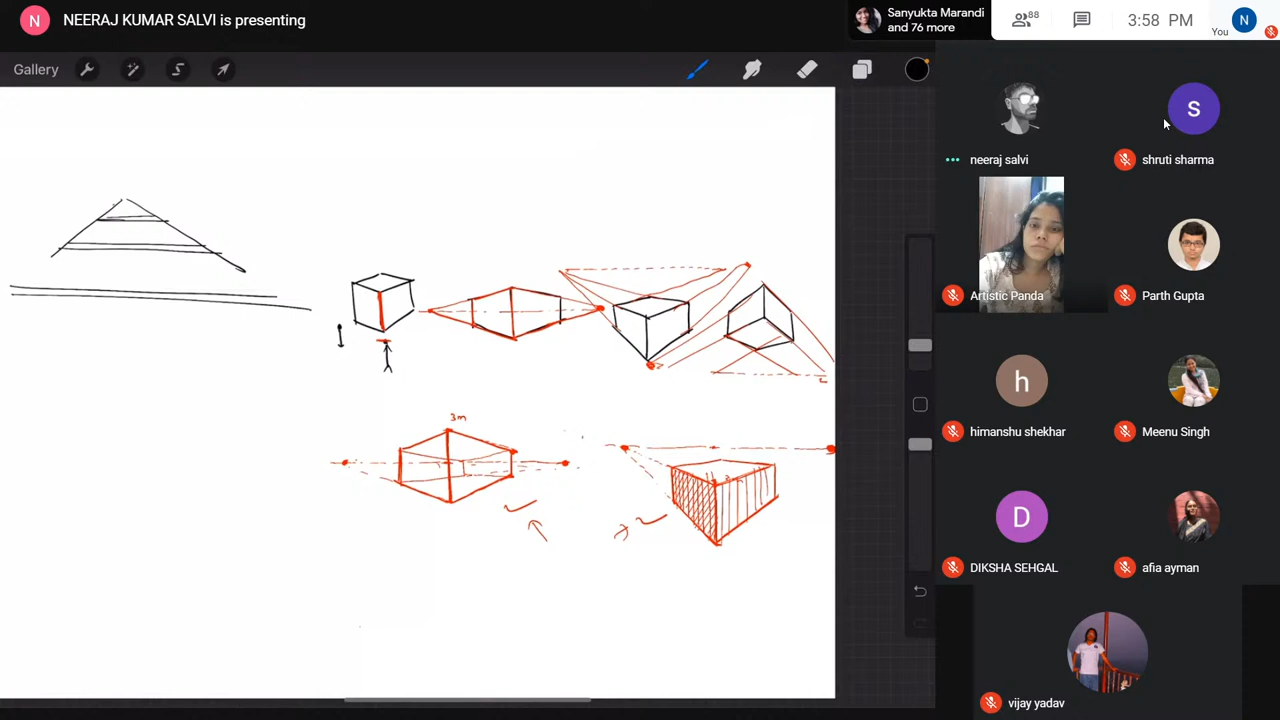 N
NEERAJ KUMAR SALVI is presenting
Sanyukta Marandi
and 76 more
88
3:58 PM
You
N
Gallery
S
neeraj salvi
shruti sharma
Artistic Panda
Parth Gupta
h
himanshu shekhar
Meenu Singh
D
DIKSHA SEHGAL
afia ayman
vijay yadav
3m